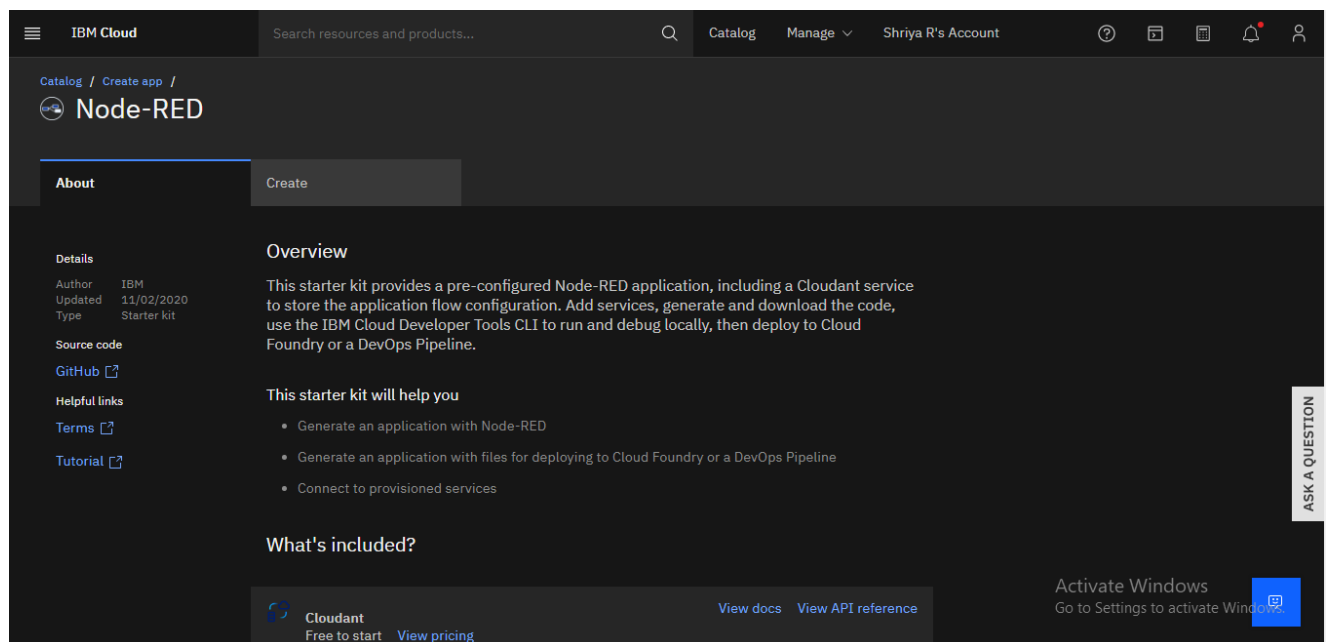 IBM Cloud
Search resources and products...
Catalog
Manage
Shriya R's Account
Catalog / Create app /
Node-RED
About
Create
Details
Author IBM
Updated 11/02/2020
Type Starter kit
Source code
GitHub
Helpful links
Terms
Tutorial
Overview
This starter kit provides a pre-configured Node-RED application, including a Cloudant service
to store the application flow configuration. Add services, generate and download the code,
use the IBM Cloud Developer Tools CLI to run and debug locally, then deploy to Cloud
Foundry or a DevOps Pipeline.
This starter kit will help you
• Generate an application with Node-RED
• Generate an application with files for deploying to Cloud Foundry or a DevOps Pipeline
• Connect to provisioned services
What's included?
Cloudant
Free to start View pricing
View docs View API reference
ASK A QUESTION
Activate Windows
Go to Settings to activate Windows.